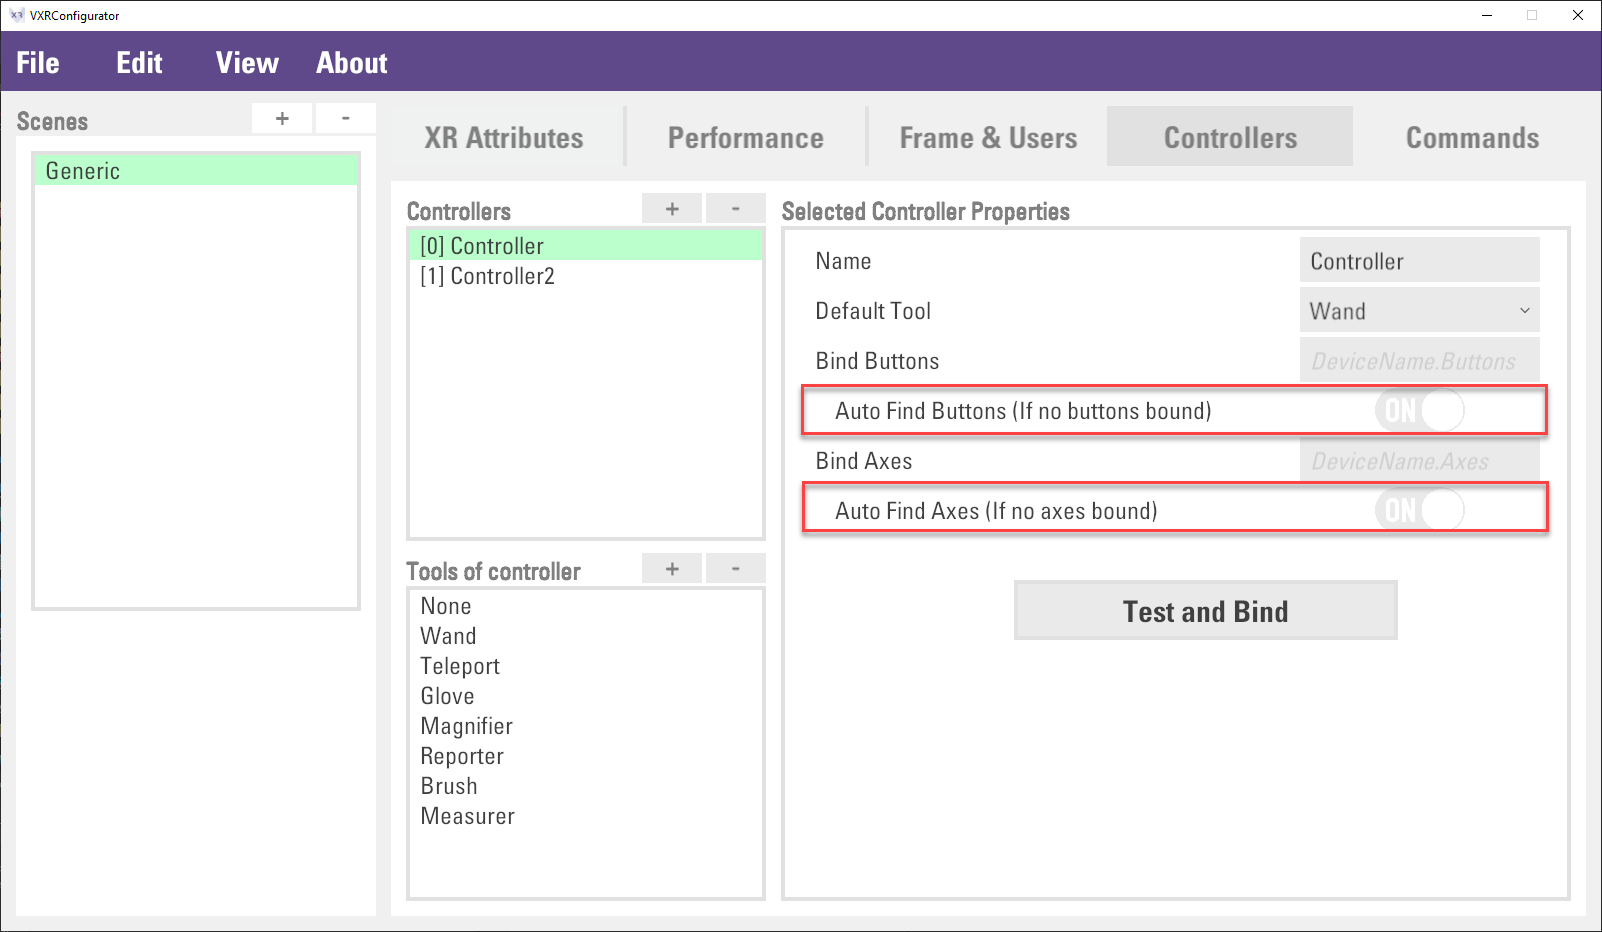 VXRConfigurator
File Edit View About
Scenes + -
Generic
XR Attributes Performance Frame & Users Controllers Commands
Controllers + -
[0] Controller
[1] Controller2
Tools of controller + -
None
Wand
Teleport
Glove
Magnifier
Reporter
Brush
Measurer
Selected Controller Properties
Name Controller
Default Tool Wand
Bind Buttons DeviceName.Buttons
Auto Find Buttons (If no buttons bound) ON
Bind Axes DeviceName.Axes
Auto Find Axes (If no axes bound) ON
Test and Bind